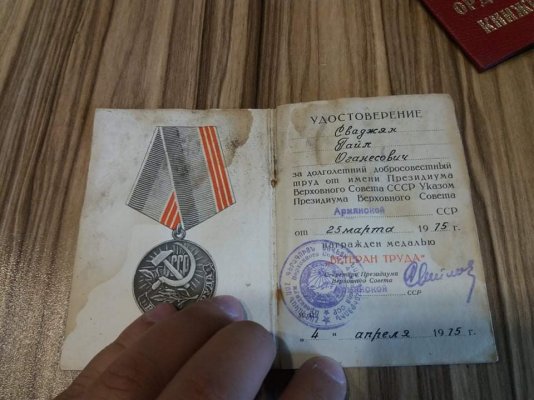 ОРД
КНИЖ
СССР
УДОСТОВЕРЕНИЕ
Сваджян
Гайк
Оганесович
за долголетний добросовестный
труд от имени Президиума
Верховного Совета СССР Указом
Президиума Верховного Совета
Армянской ССР
от 25 марта 1975 г.
награжден медалью
"ВЕТЕРАН ТРУДА"
Секретарь Президиума
Верховного Совета
Армянской ССР
"4" апреля 1975 г.